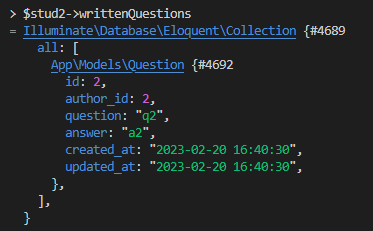 > $stud2->writtenQuestions
= Illuminate\Database\Eloquent\Collection {#4689
    all: [
      App\Models\Question {#4692
        id: 2,
        author_id: 2,
        question: "q2",
        answer: "a2",
        created_at: "2023-02-20 16:40:30",
        updated_at: "2023-02-20 16:40:30",
      },
    ],
  }